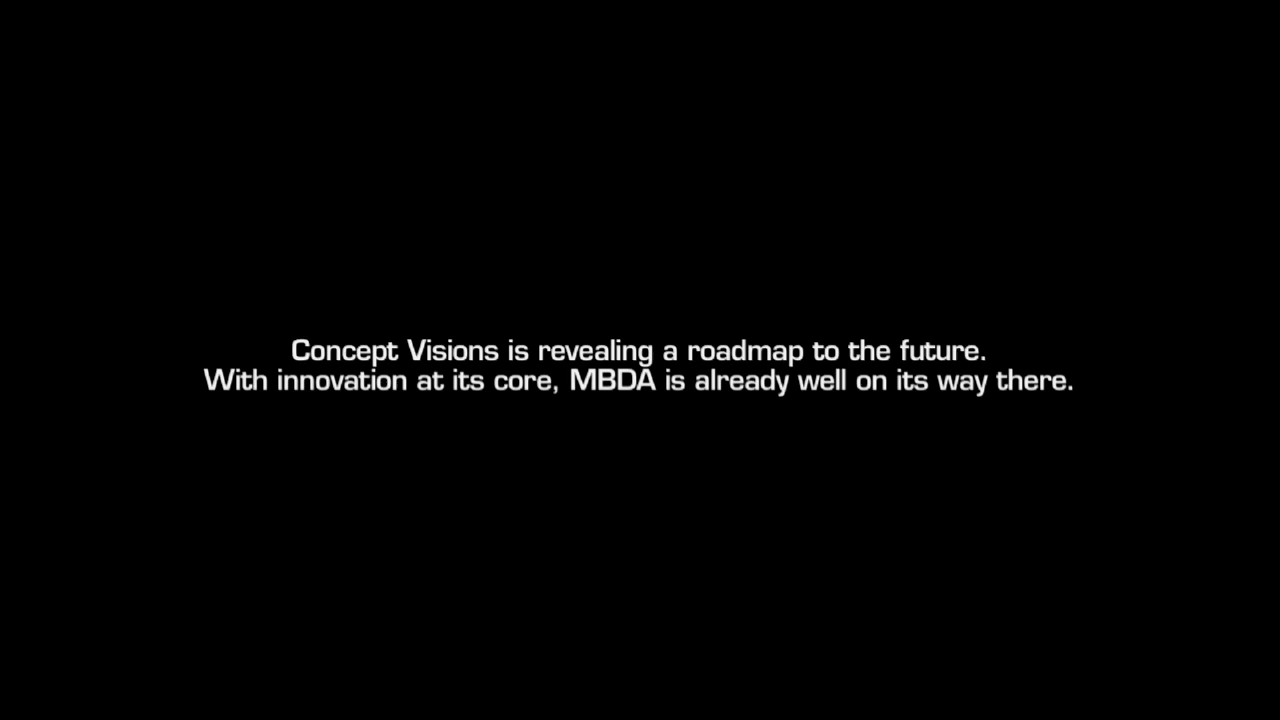 Concept Visions is revealing a roadmap to the future.
With innovation at its core, MBDA is already well on its way there.